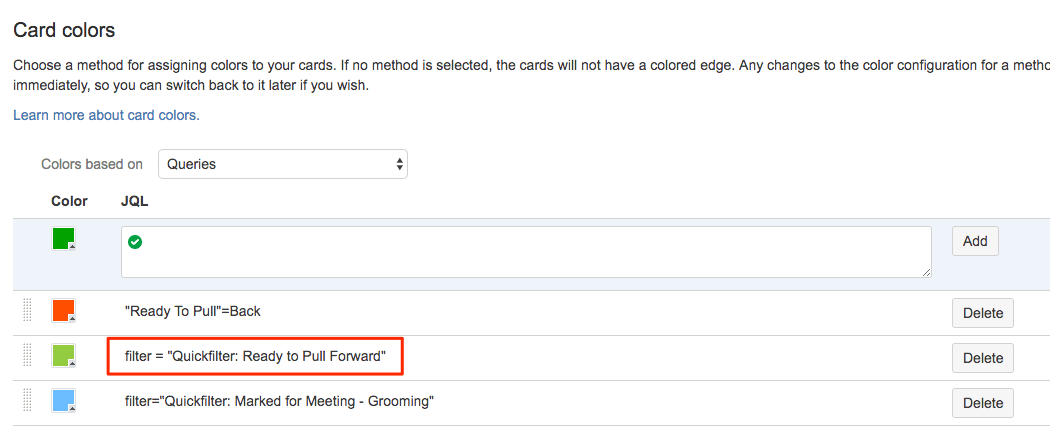 Card colors
Choose a method for assigning colors to your cards. If no method is selected, the cards will not have a colored edge. Any changes to the color configuration for a metho
immediately, so you can switch back to it later if you wish.
Learn more about card colors.
Colors based on Queries
Color JQL
Add
"Ready To Pull"=Back Delete
filter = "Quickfilter: Ready to Pull Forward" Delete
filter="Quickfilter: Marked for Meeting - Grooming" Delete